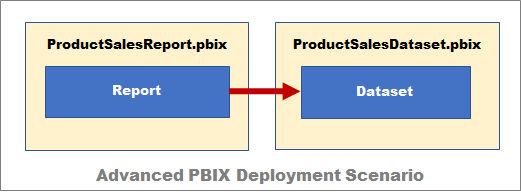 ProductSalesReport.pbix
ProductSalesDataset.pbix
Report
Dataset
Advanced PBIX Deployment Scenario